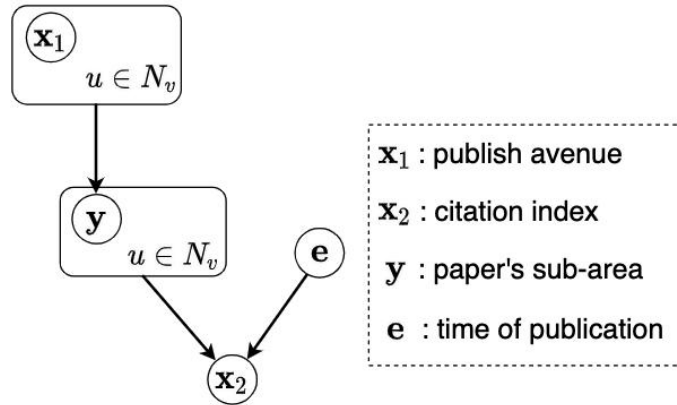 x₁
u ∈ Nᵥ
y
u ∈ Nᵥ
e
x₂
x₁ : publish avenue
x₂ : citation index
y : paper's sub-area
e : time of publication